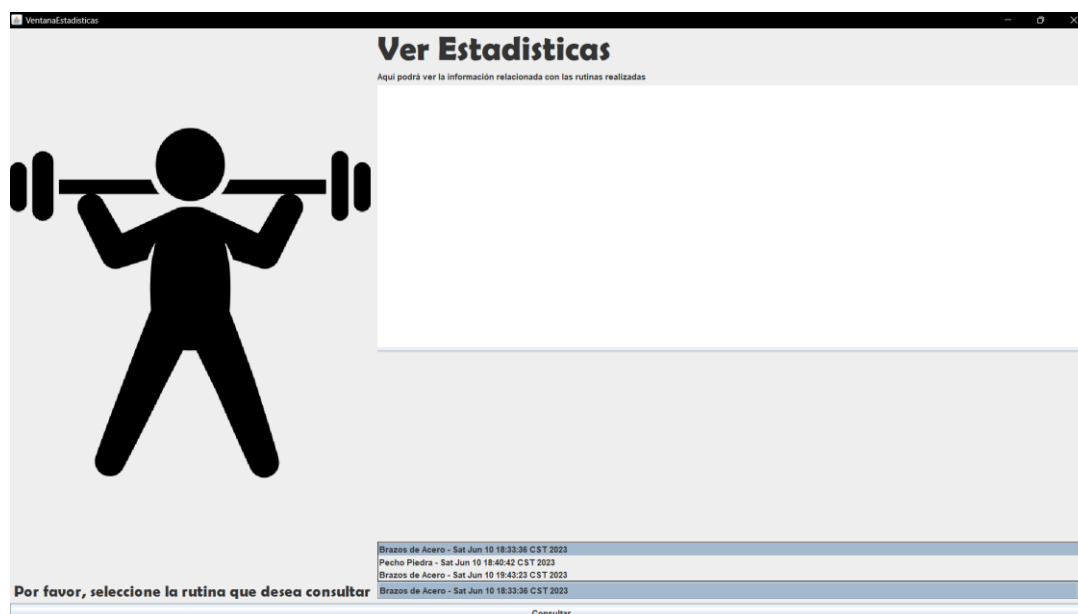 VentanaEstadisticas
Ver Estadisticas
Aquí podrá ver la información relacionada con las rutinas realizadas
Brazos de Acero - Sat Jun 10 18:33:36 CST 2023
Pecho Piedra - Sat Jun 10 18:40:42 CST 2023
Brazos de Acero - Sat Jun 10 19:43:23 CST 2023
Por favor, seleccione la rutina que desea consultar
Brazos de Acero - Sat Jun 10 18:33:36 CST 2023
Consultar